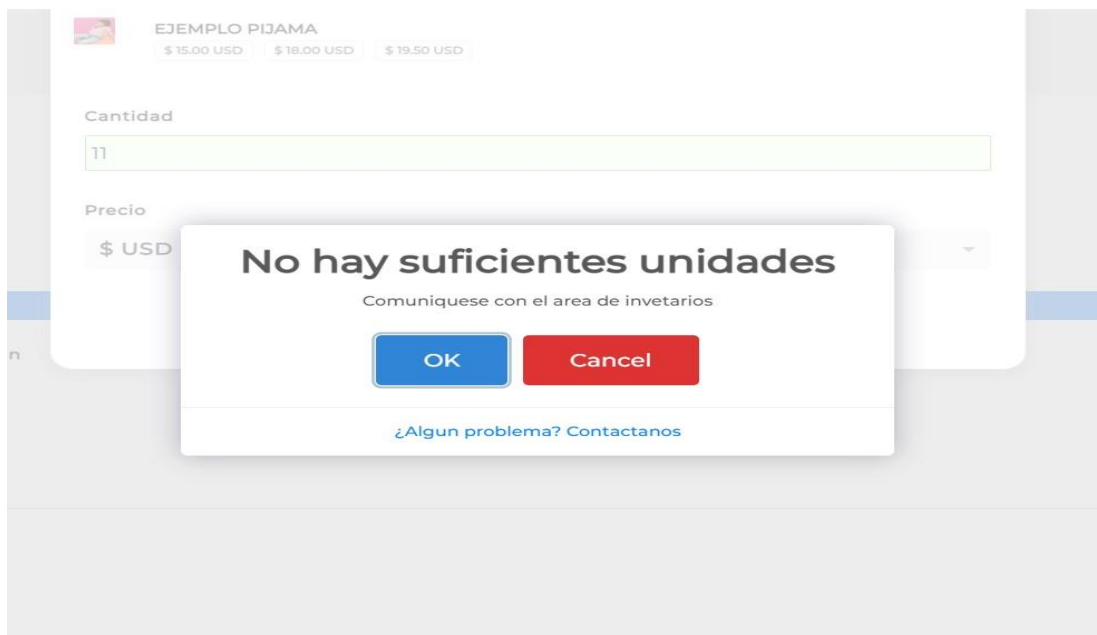 EJEMPLO PIJAMA
$ 15.00 USD $ 18.00 USD $ 19.50 USD
Cantidad
11
Precio
$ USD
No hay suficientes unidades
Comuniquese con el area de invetarios
OK Cancel
n
¿Algun problema? Contactanos